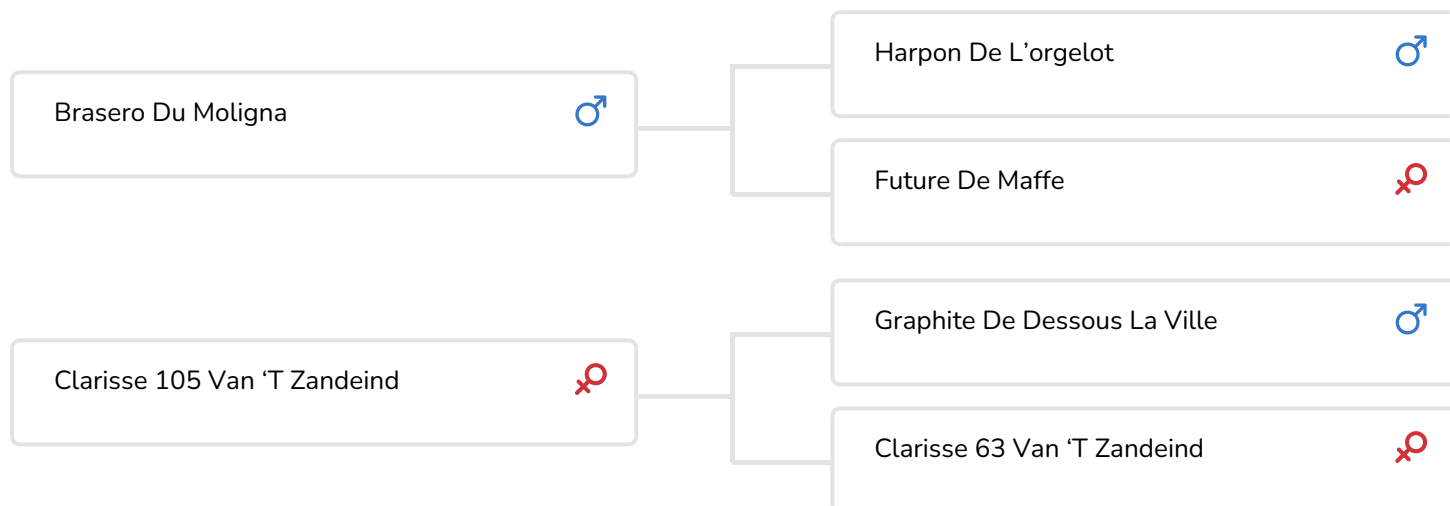 Harpon De L’orgelot
Brasero Du Moligna
Future De Maffe
Graphite De Dessous La Ville
Clarisse 105 Van ‘T Zandeind
Clarisse 63 Van ‘T Zandeind